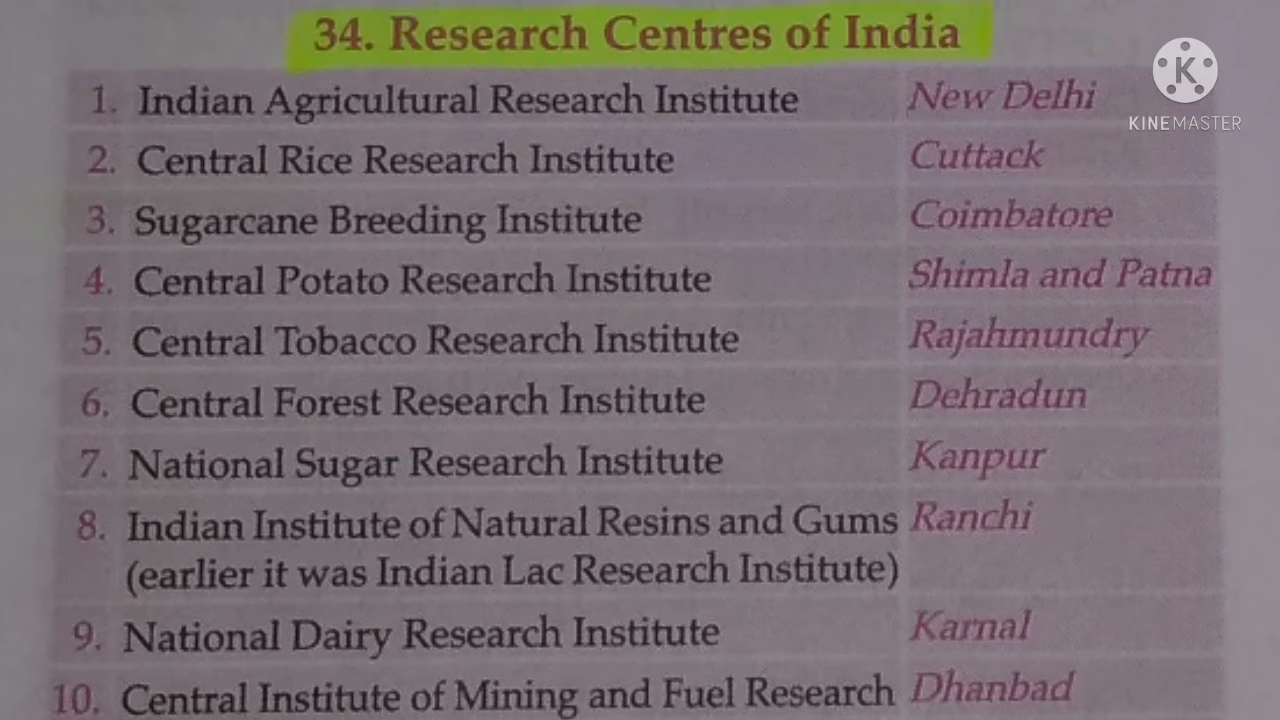 34. Research Centres of India
K
KINEMASTER
1. Indian Agricultural Research Institute New Delhi
2. Central Rice Research Institute Cuttack
3. Sugarcane Breeding Institute Coimbatore
4. Central Potato Research Institute Shimla and Patna
5. Central Tobacco Research Institute Rajahmundry
6. Central Forest Research Institute Dehradun
7. National Sugar Research Institute Kanpur
8. Indian Institute of Natural Resins and Gums Ranchi
(earlier it was Indian Lac Research Institute)
9. National Dairy Research Institute Karnal
10. Central Institute of Mining and Fuel Research Dhanbad